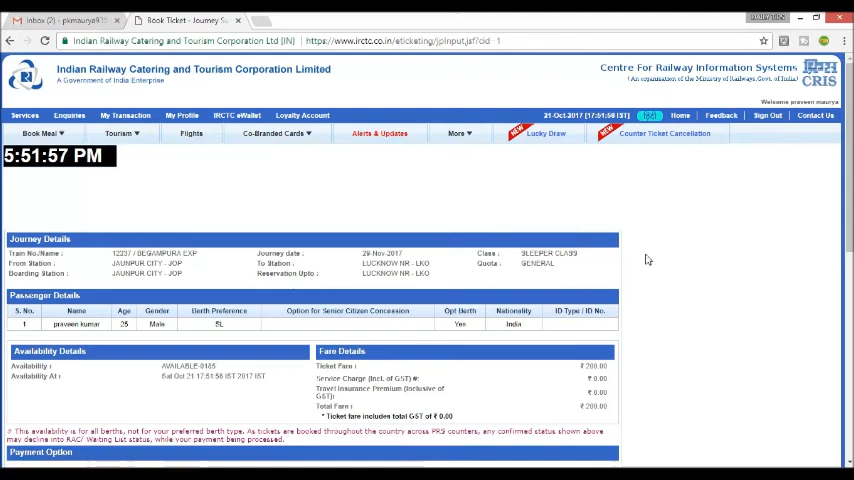 Inbox (2) - pkmaurya93
Book Ticket - Journey Su
Indian Railway Catering and Tourism Corporation Ltd [IN] https://www.irctc.co.in/eticketing/jpInput.jsf?cid=1
Indian Railway Catering and Tourism Corporation Limited
A Government of India Enterprise
Centre For Railway Information Systems
(An organisation of the Ministry of Railways, Govt. of India)
CRIS
Welcome praveen maurya
Services Enquiries My Transaction My Profile IRCTC eWallet Loyalty Account 21-Oct-2017 [17:51:58 IST] हिंदी Home Feedback Sign Out Contact Us
Book Meal Tourism Flights Co-Branded Cards Alerts & Updates More NEW Lucky Draw NEW Counter Ticket Cancellation
5:51:57 PM
Journey Details
Train No./Name : 12237 / BEGAMPURA EXP Journey date : 29-Nov-2017 Class : SLEEPER CLASS
From Station : JAUNPUR CITY - JOP To Station : LUCKNOW NR - LKO Quota : GENERAL
Boarding Station : JAUNPUR CITY - JOP Reservation Upto : LUCKNOW NR - LKO
Passenger Details
S. No. Name Age Gender Berth Preference Option for Senior Citizen Concession Opt Berth Nationality ID Type / ID No.
1 praveen kumar 25 Male SL Yes India
Availability Details
Availability : AVAILABLE-0185
Availability At : Sat Oct 21 17:51:56 IST 2017 IST
Fare Details
Ticket Fare : ₹ 200.00
Service Charge (Incl. of GST) #: ₹ 0.00
Travel Insurance Premium (Inclusive of GST): ₹ 0.00
Total Fare : ₹ 200.00
* Ticket fare includes total GST of ₹ 0.00
# This availability is for all berths, not for your preferred berth type. As tickets are booked throughout the country across PRS counters, any confirmed status shown above
may decline into RAC/ Waiting List status, while your payment being processed.
Payment Option